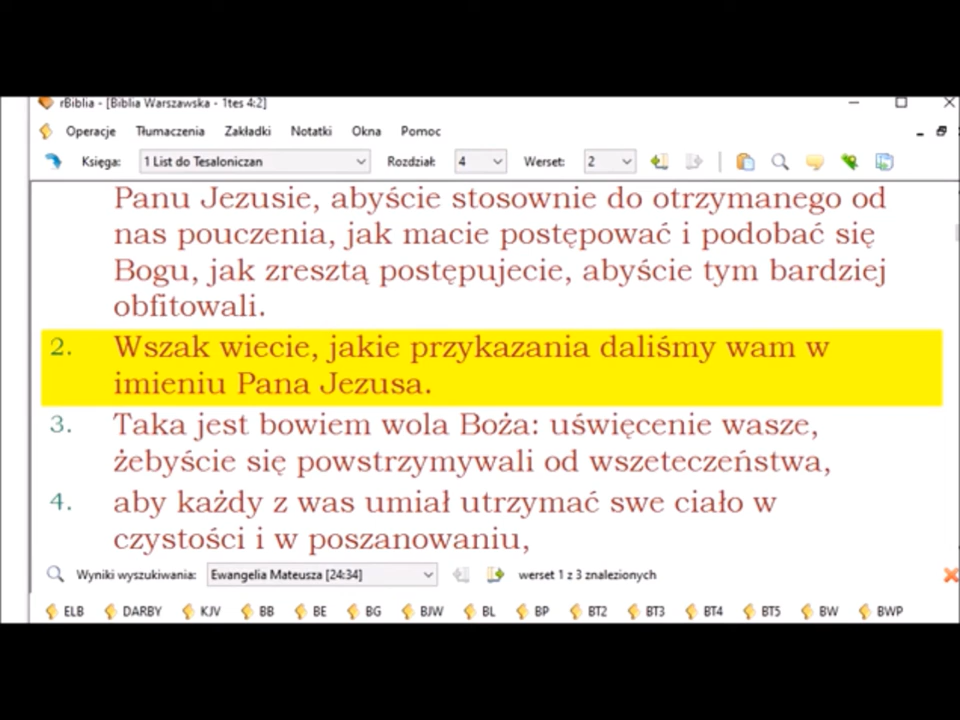 rBiblia - [Biblia Warszawska - 1tes 4:2]
Operacje Tłumaczenia Zakładki Notatki Okna Pomoc
Księga: 1 List do Tesaloniczan Rozdział: 4 Werset: 2
Panu Jezusie, abyście stosownie do otrzymanego od
nas pouczenia, jak macie postępować i podobać się
Bogu, jak zresztą postępujecie, abyście tym bardziej
obfitowali.
2. Wszak wiecie, jakie przykazania daliśmy wam w
imieniu Pana Jezusa.
3. Taka jest bowiem wola Boża: uświęcenie wasze,
żebyście się powstrzymywali od wszeteczeństwa,
4. aby każdy z was umiał utrzymać swe ciało w
czystości i w poszanowaniu,
Wyniki wyszukiwania: Ewangelia Mateusza [24:34] werset 1 z 3 znalezionych
ELB DARBY KJV BB BE BG BJW BL BP BT2 BT3 BT4 BT5 BW BWP